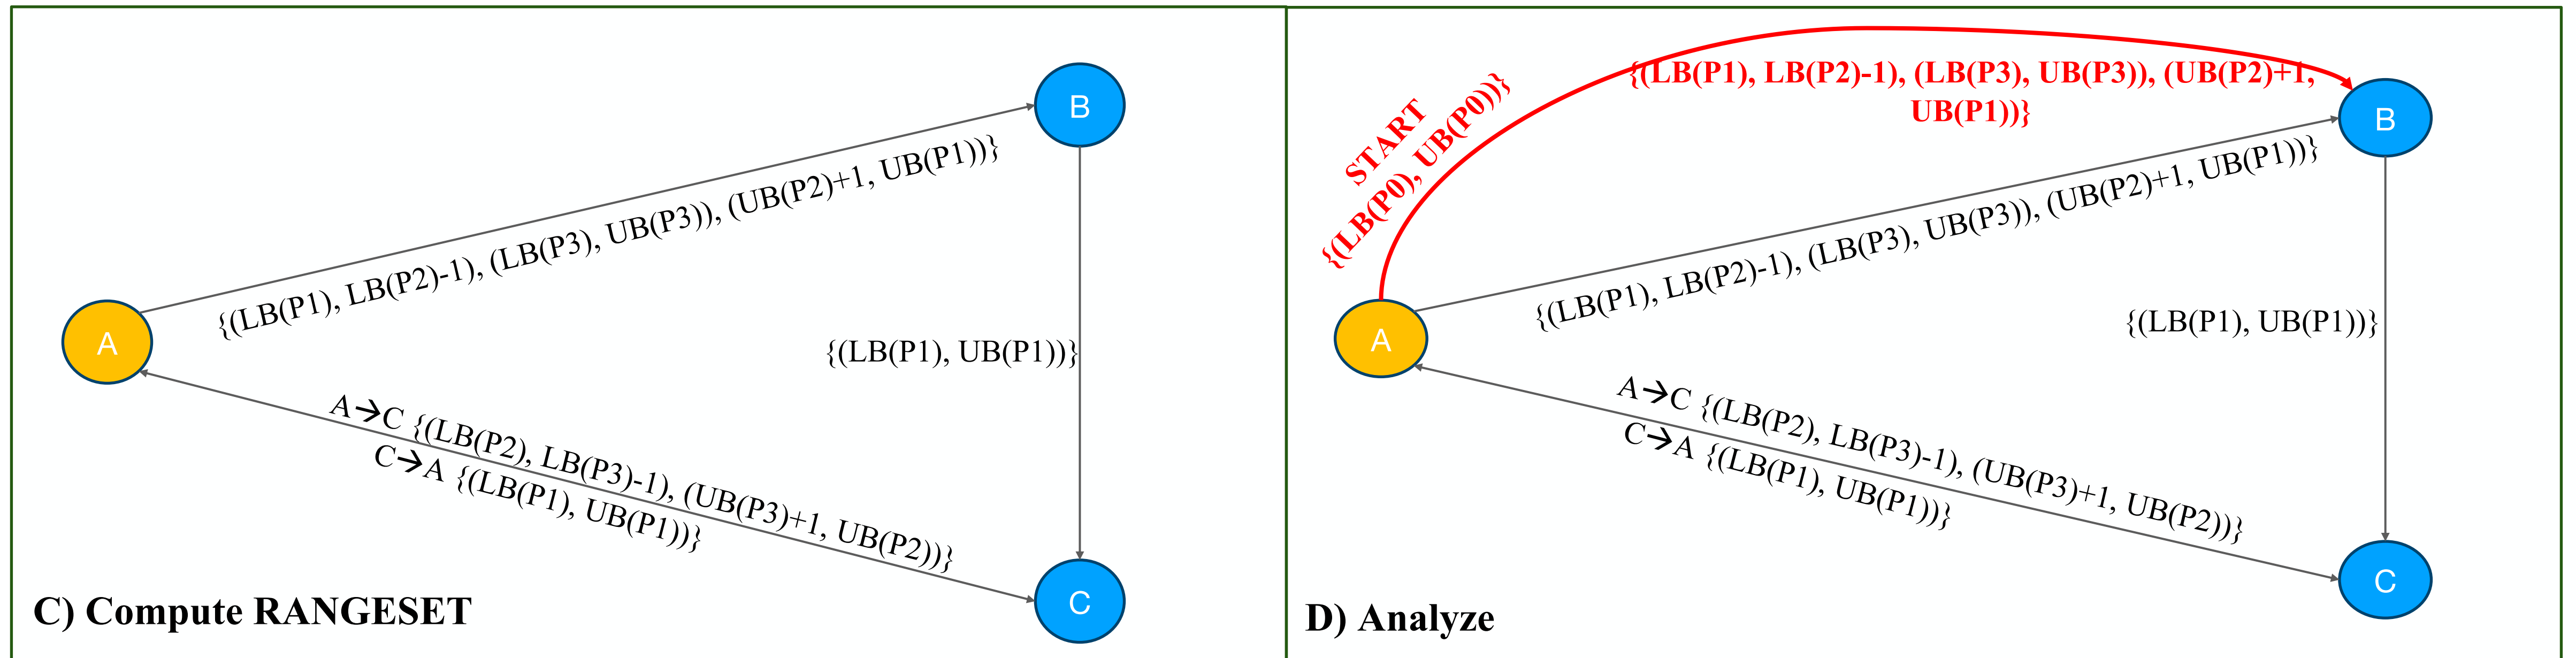 B
{(LB(P1), LB(P2)-1), (LB(P3), UB(P3)), (UB(P2)+1, UB(P1))}
A
{(LB(P1), UB(P1))}
A→C {(LB(P2), LB(P3)-1), (UB(P3)+1, UB(P2))}
C→A {(LB(P1), UB(P1))}
C
C) Compute RANGESET
START
{(LB(P0), UB(P0))}
{(LB(P1), LB(P2)-1), (LB(P3), UB(P3)), (UB(P2)+1,
UB(P1))}
B
{(LB(P1), LB(P2)-1), (LB(P3), UB(P3)), (UB(P2)+1, UB(P1))}
A
{(LB(P1), UB(P1))}
A→C {(LB(P2), LB(P3)-1), (UB(P3)+1, UB(P2))}
C→A {(LB(P1), UB(P1))}
C
D) Analyze